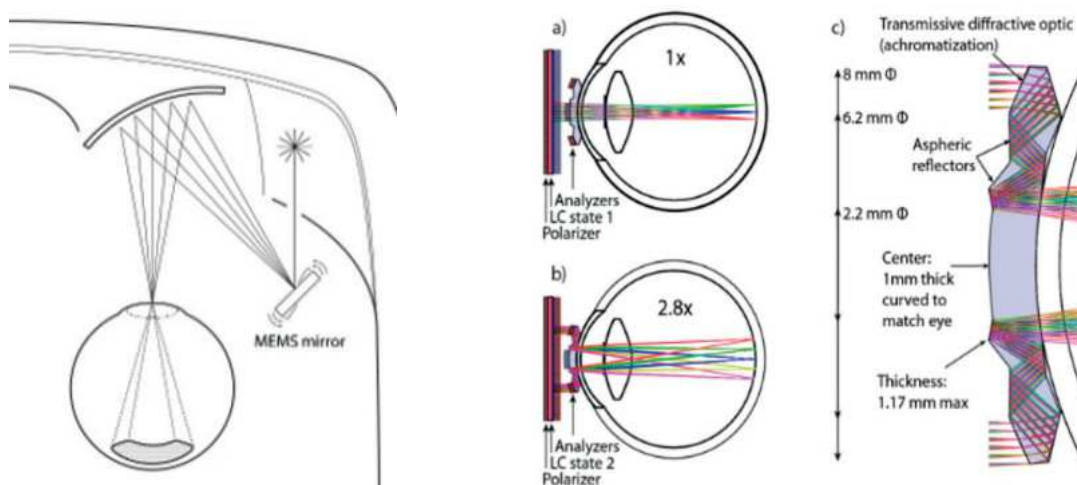 MEMS mirror
a)
1x
Analyzers
LC state 1
Polarizer
b)
2.8x
Analyzers
LC state 2
Polarizer
c)
Transmissive diffractive optic
(achromatization)
8 mm Φ
6.2 mm Φ
Aspheric
reflectors
2.2 mm Φ
Center:
1mm thick
curved to
match eye
Thickness:
1.17 mm max